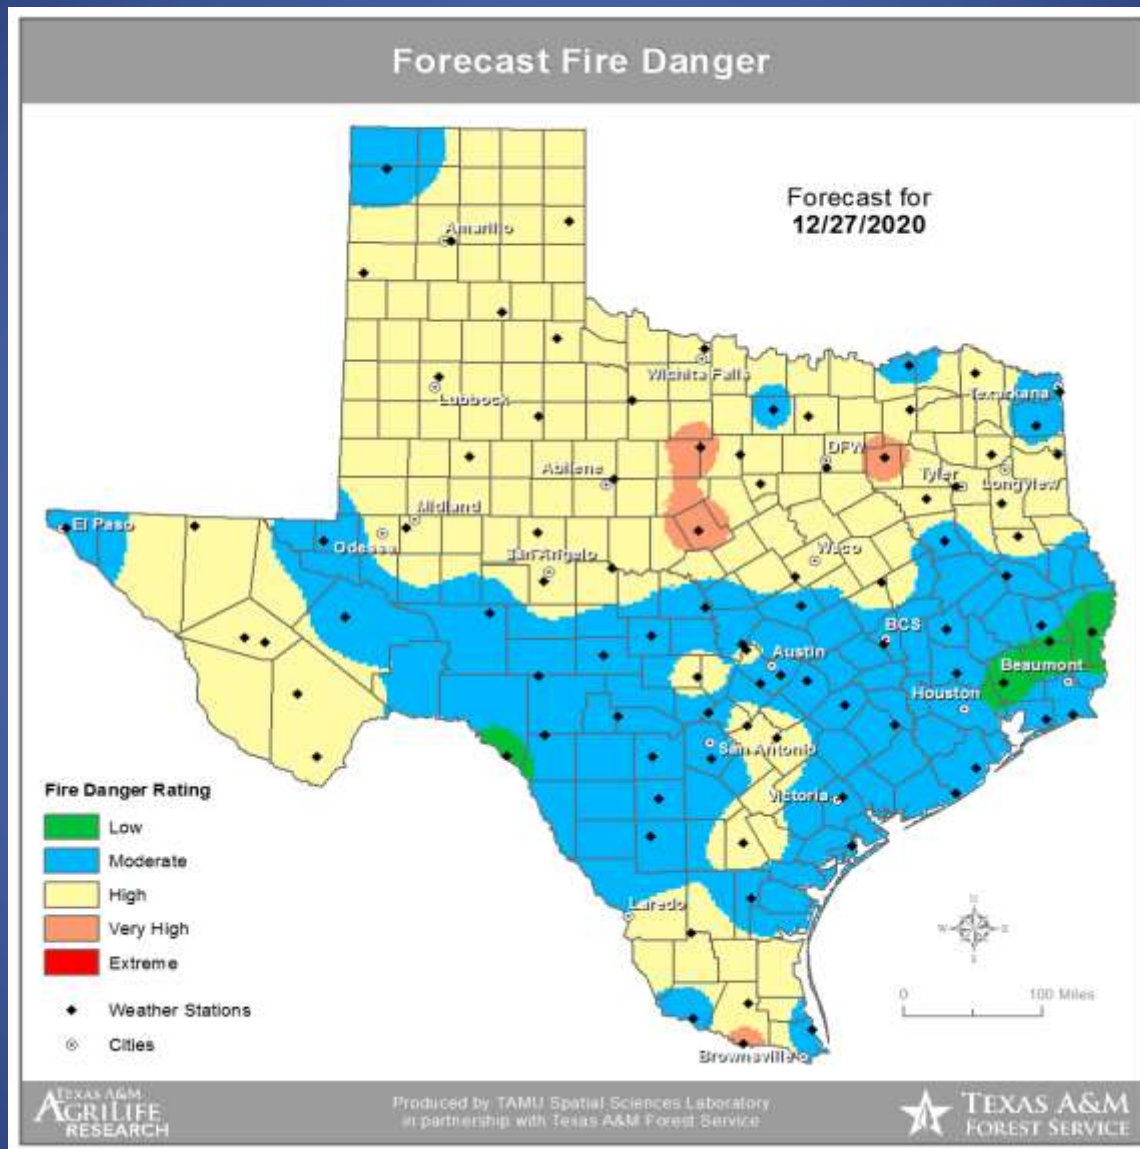 Forecast Fire Danger
Forecast for
12/27/2020
Amarillo
Wichita Falls
Lubbock
Texarkana
DFW
Abilene
Tyler
Longview
Midland
El Paso
Odessa
San Angelo
Waco
BCS
Austin
Beaumont
Houston
San Antonio
Victoria
Laredo
Brownsville
Fire Danger Rating
Low
Moderate
High
Very High
Extreme
Weather Stations
Cities
N
W E
S
0 100 Miles
TEXAS A&M
AGRILIFE
RESEARCH
Produced by TAMU Spatial Sciences Laboratory
in partnership with Texas A&M Forest Service
TEXAS A&M
FOREST SERVICE